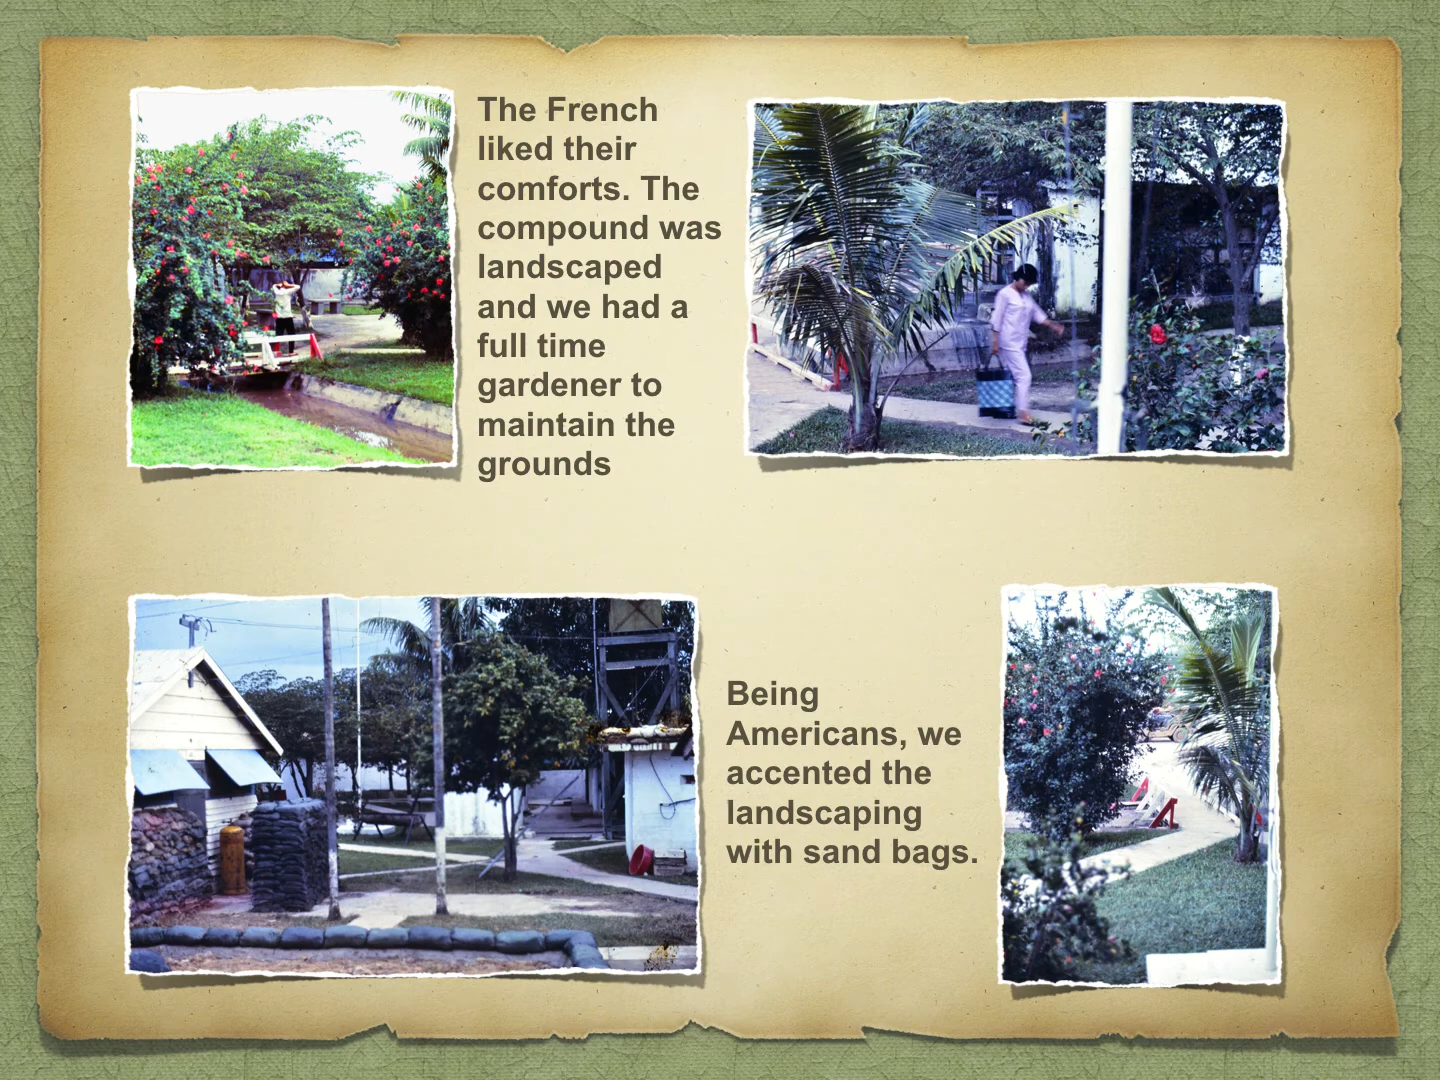 The French
liked their
comforts. The
compound was
landscaped
and we had a
full time
gardener to
maintain the
grounds
Being
Americans, we
accented the
landscaping
with sand bags.